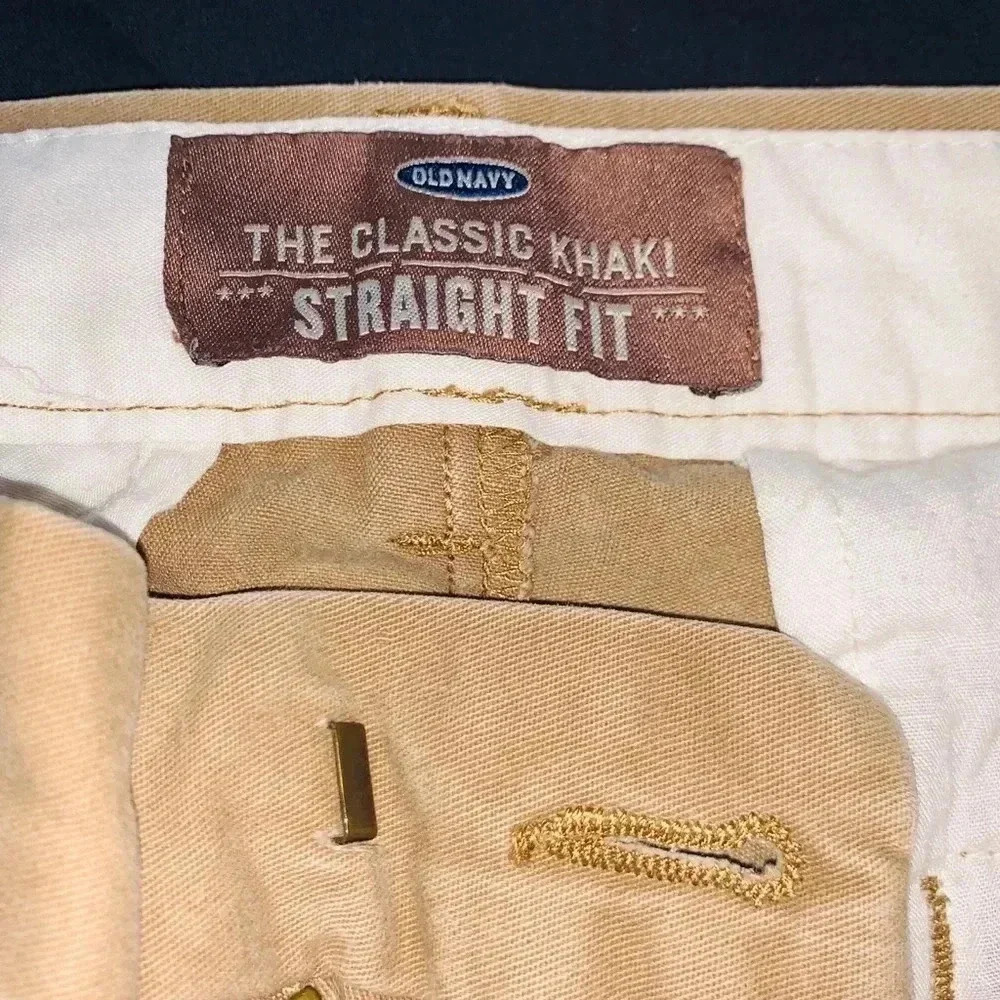 OLD NAVY
THE CLASSIC KHAKI
*** STRAIGHT FIT ***